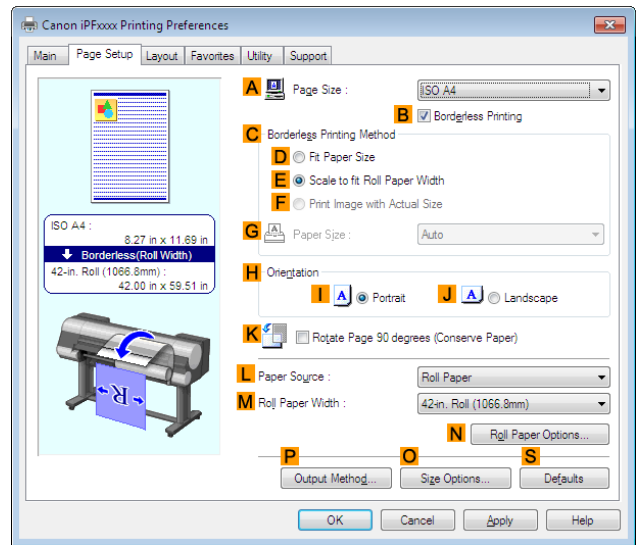 Canon iPFxxxx Printing Preferences
Main Page Setup Layout Favorites Utility Support
A Page Size : ISO A4
B Borderless Printing
C Borderless Printing Method
D Fit Paper Size
E Scale to fit Roll Paper Width
F Print Image with Actual Size
G Paper Size : Auto
ISO A4 :
8.27 in x 11.69 in
Borderless(Roll Width)
42-in. Roll (1066.8mm) :
42.00 in x 59.51 in
H Orientation
I A Portrait J A Landscape
K Rotate Page 90 degrees (Conserve Paper)
R
L Paper Source : Roll Paper
M Roll Paper Width : 42-in. Roll (1066.8mm)
N Roll Paper Options...
P O S
Output Method... Size Options... Defaults
OK Cancel Apply Help